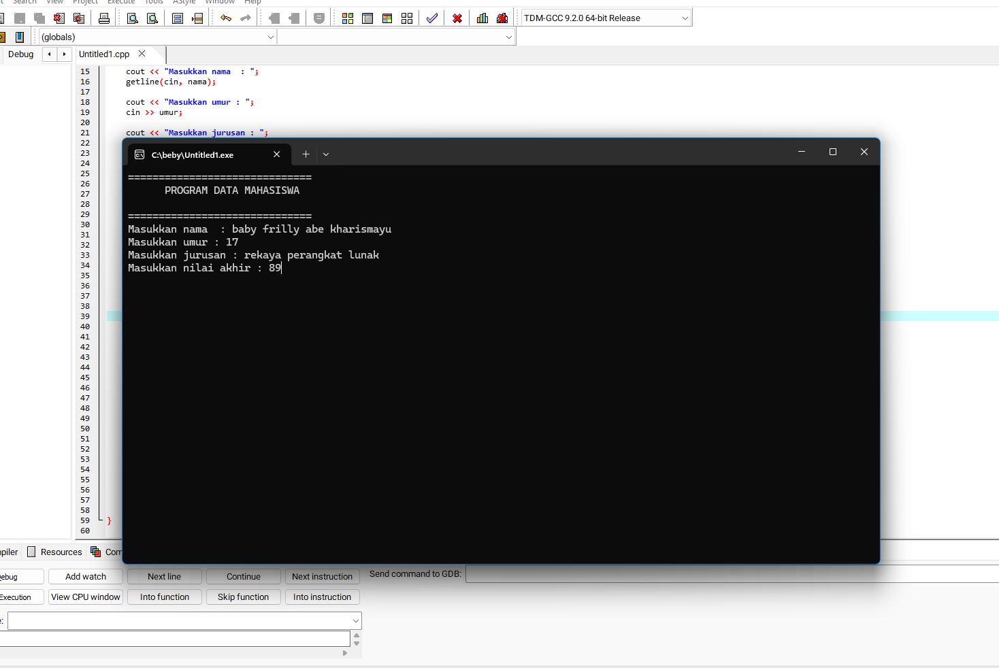 Search View Project Execute Tools AStyle Window Help
TDM-GCC 9.2.0 64-bit Release
(globals)
Debug Untitled1.cpp
15 cout << "Masukkan nama  : ";
16 getline(cin, nama);
17
18 cout << "Masukkan umur : ";
19 cin >> umur;
20
21 cout << "Masukkan jurusan : ";
22
23
24
25
26
27
28
29
30
31
32
33
34
35
36
37
38
39
40
41
42
43
44
45
46
47
48
49
50
51
52
53
54
55
56
57
58
59 }
60
C:\beby\Untitled1.exe
==============================
PROGRAM DATA MAHASISWA
==============================
Masukkan nama  : baby frilly abe kharismayu
Masukkan umur : 17
Masukkan jurusan : rekaya perangkat lunak
Masukkan nilai akhir : 89
Resources
Add watch Next line Continue Next instruction Send command to GDB:
Execution View CPU window Into function Skip function Into instruction